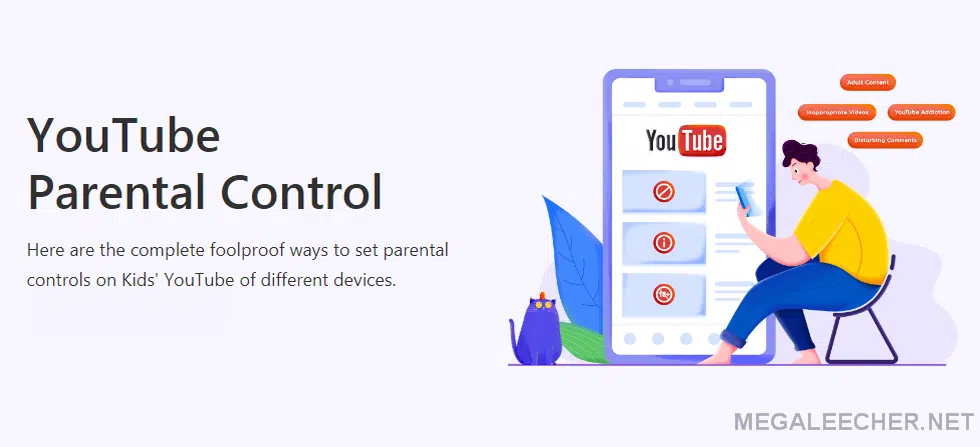 YouTube
Parental Control
Here are the complete foolproof ways to set parental
controls on Kids' YouTube of different devices.
Adult Content
Inappropriate Videos
YouTube Addiction
Disturbing Comments
YouTube
18+
MEGALEECHER.NET